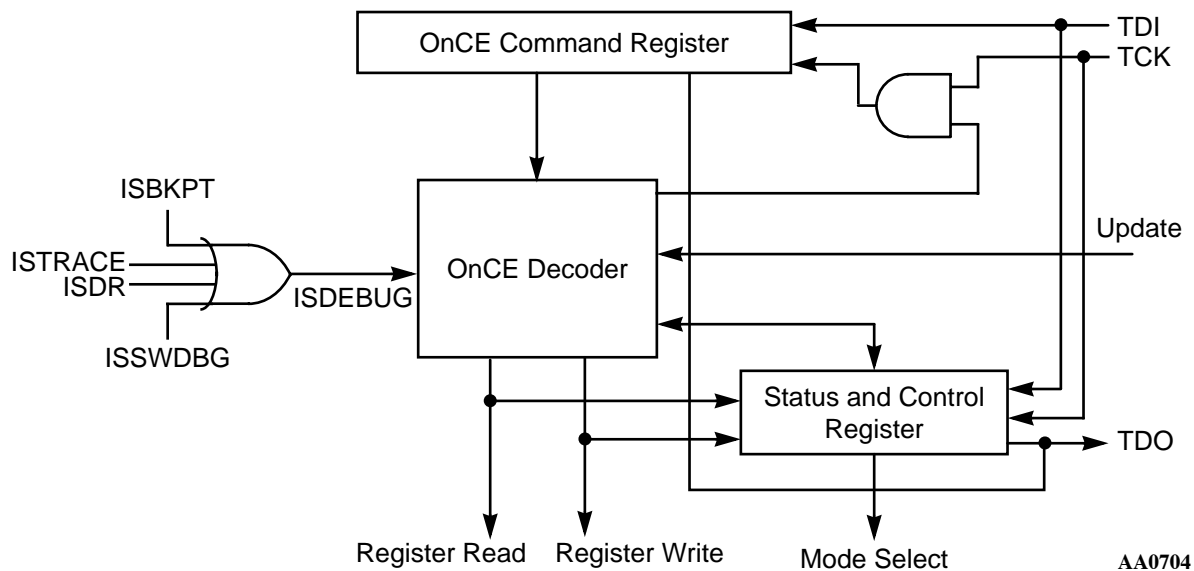 OnCE Command Register
TDI
TCK
ISBKPT
Update
ISTRACE
OnCE Decoder
ISDR
ISDEBUG
ISSWDBG
Status and Control
Register
TDO
Register Read
Register Write
Mode Select
AA0704